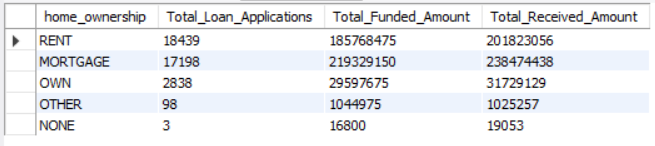 home_ownership Total_Loan_Applications Total_Funded_Amount Total_Received_Amount
RENT 18439 185768475 201823056
MORTGAGE 17198 219329150 238474438
OWN 2838 29597675 31729129
OTHER 98 1044975 1025257
NONE 3 16800 19053